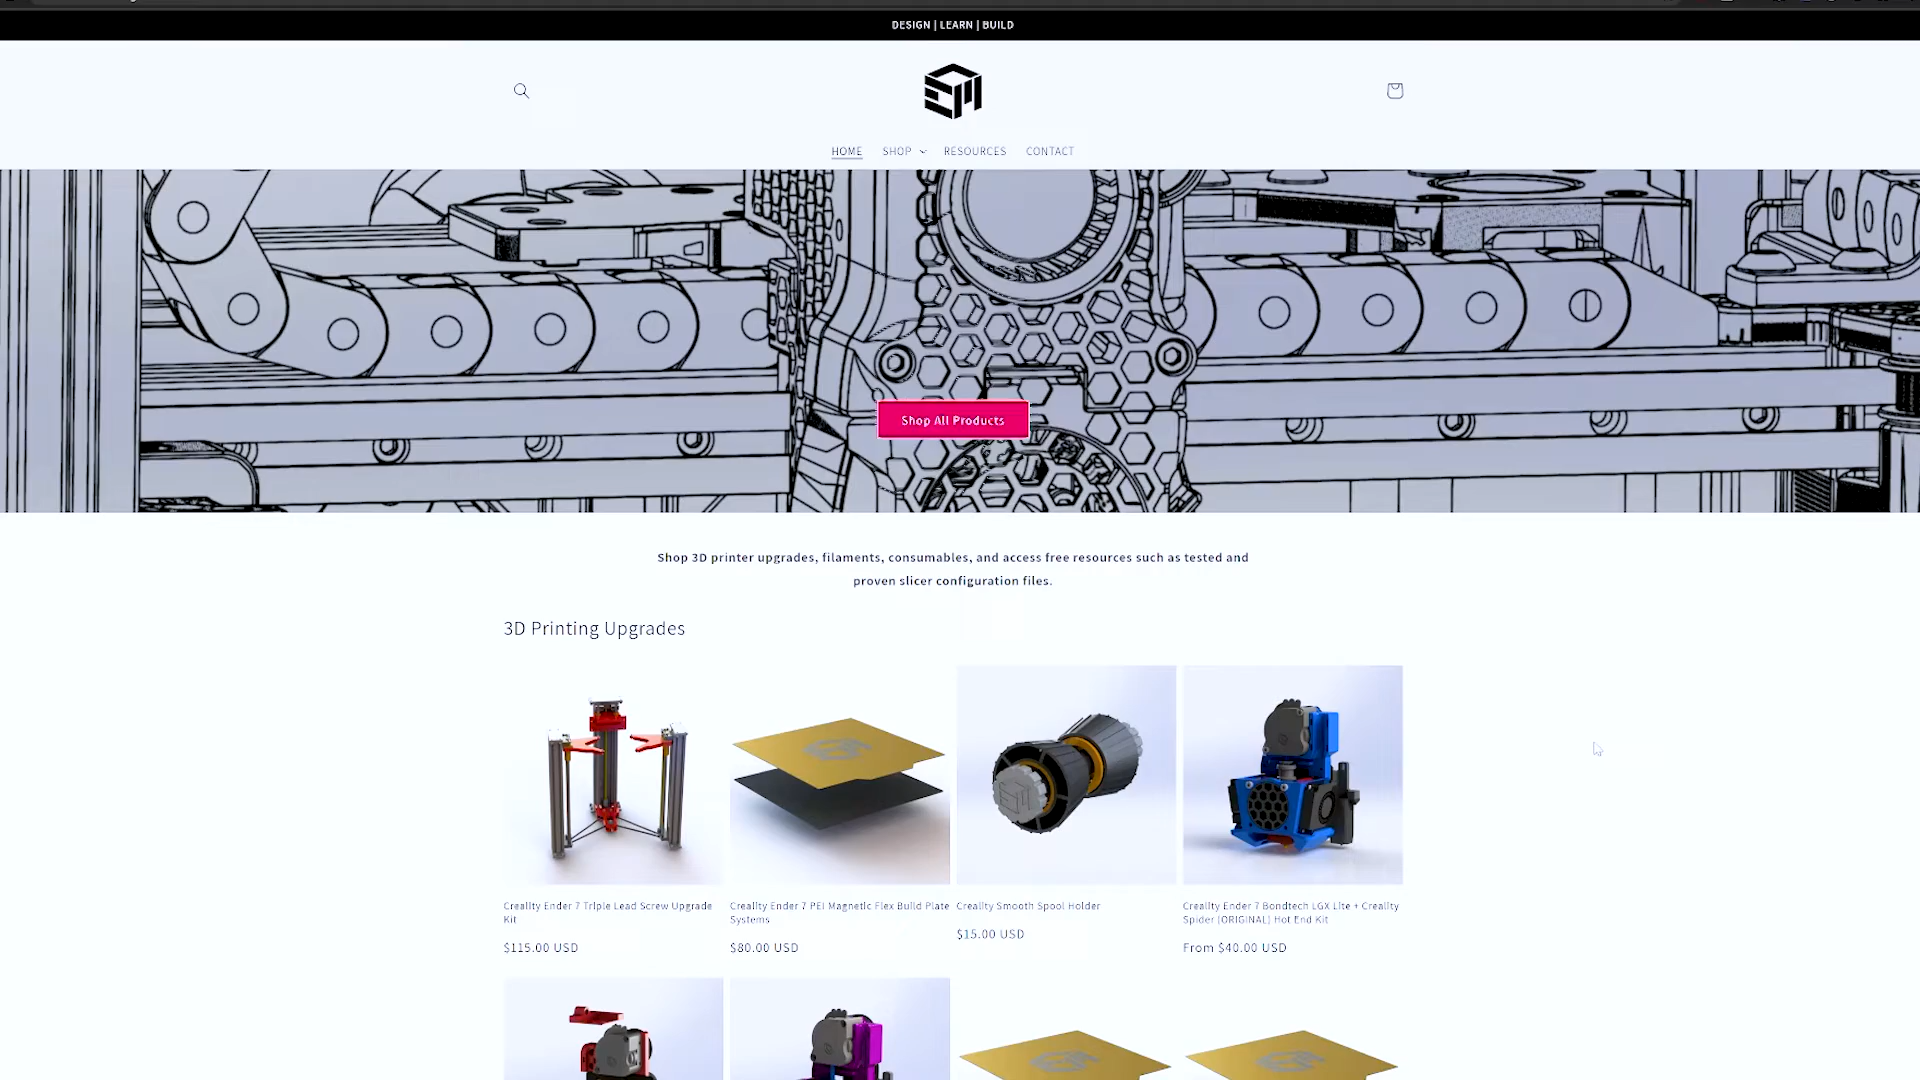 DESIGN | LEARN | BUILD
EM
HOME SHOP RESOURCES CONTACT
Shop All Products
Shop 3D printer upgrades, filaments, consumables, and access free resources such as tested and
proven slicer configuration files.
3D Printing Upgrades
Creality Ender 7 Triple Lead Screw Upgrade
Kit
$115.00 USD
Creality Ender 7 PEI Magnetic Flex Build Plate
Systems
$80.00 USD
Creality Smooth Spool Holder
$15.00 USD
Creality Ender 7 Bondtech LGX Lite + Creality
Spider [ORIGINAL] Hot End Kit
From $40.00 USD